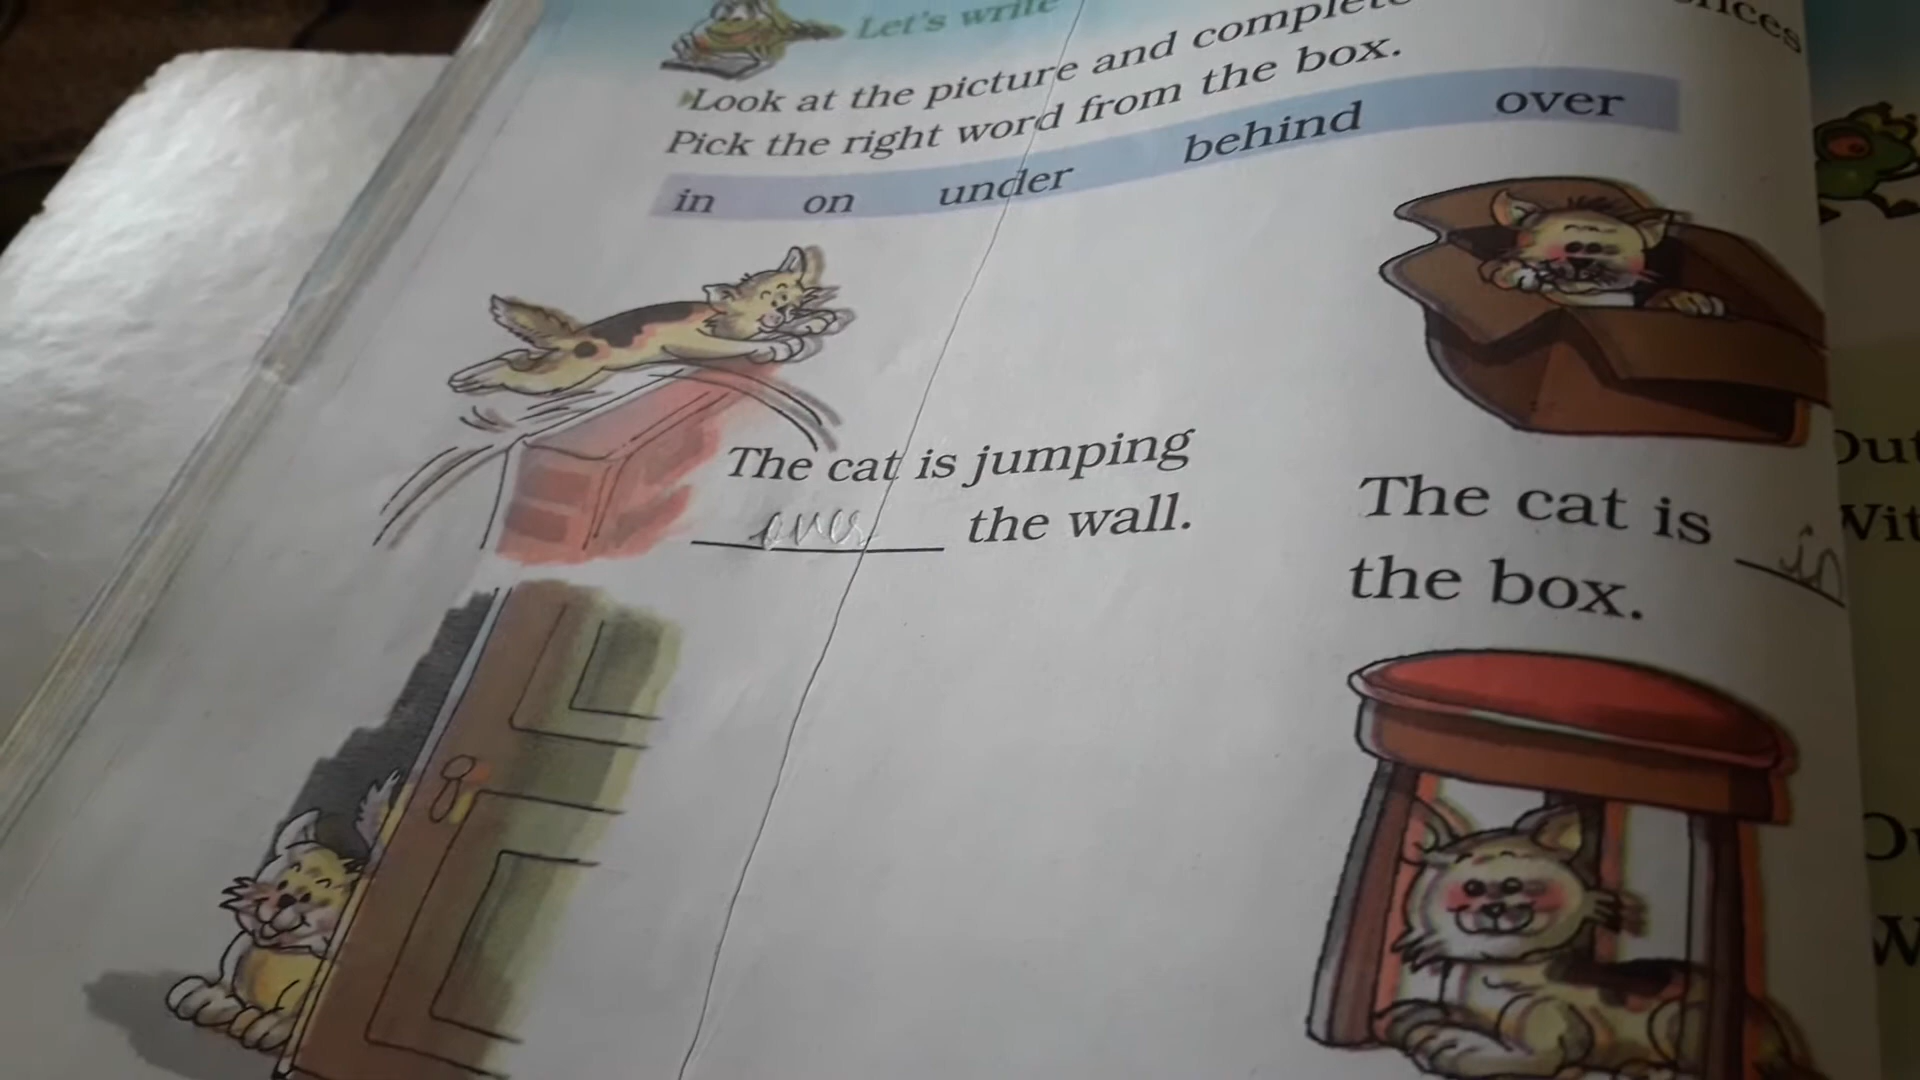 Let's write
Look at the picture and complete
Pick the right word from the box.
in on under behind over
The cat is jumping
over the wall.
The cat is in
the box.